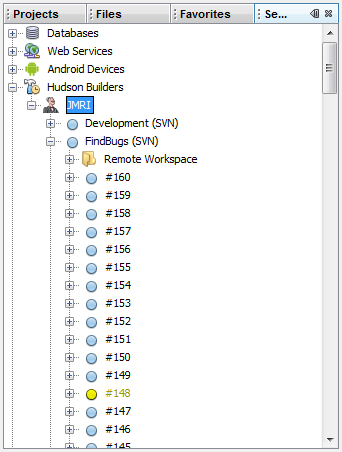 Projects Files Favorites Se...
Databases
Web Services
Android Devices
Hudson Builders
JMRI
Development (SVN)
FindBugs (SVN)
Remote Workspace
#160
#159
#158
#157
#156
#155
#154
#153
#152
#151
#150
#149
#148
#147
#146
#145